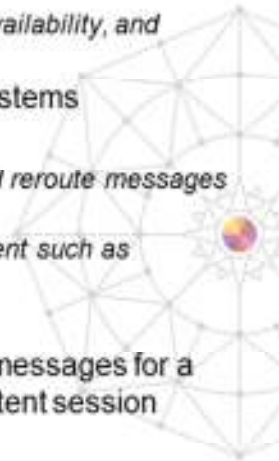 vailability, and
stems
reroute messages
ent such as
messages for a
tent session